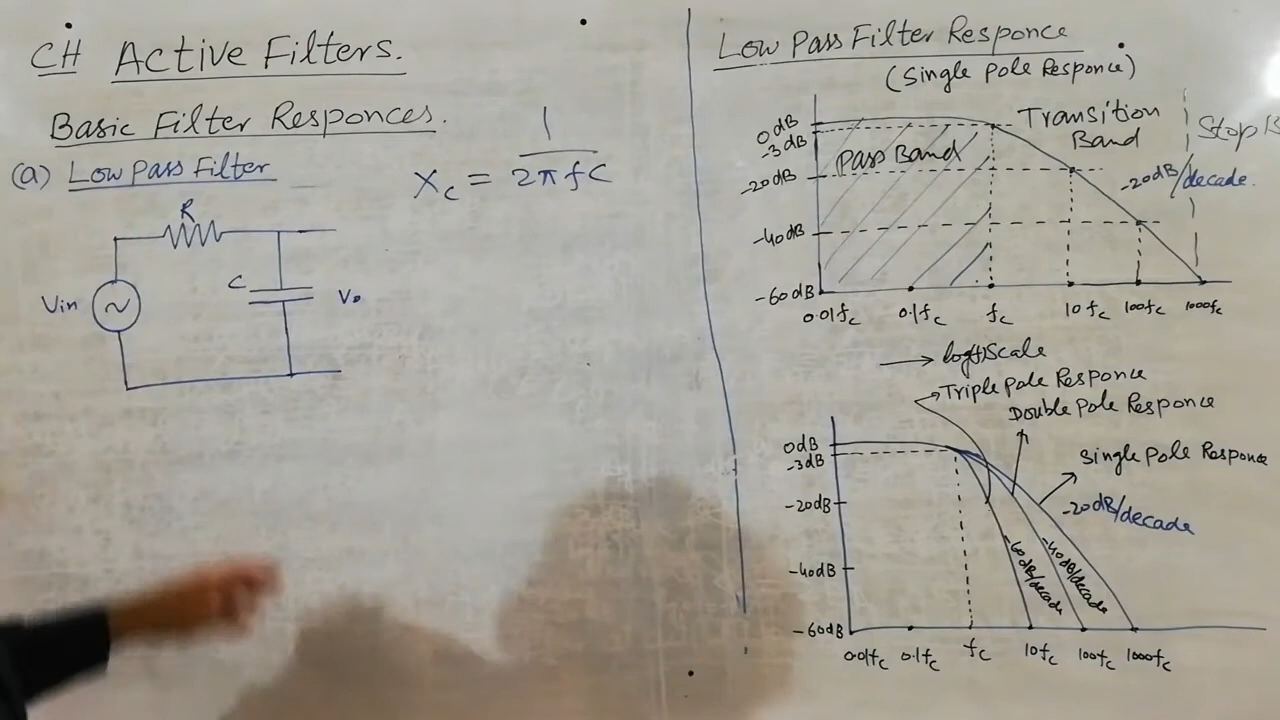 CH Active Filters.
Basic Filter Responces.
(a) Low Pass Filter
Xc = 1 / 2πfC
R
Vin
C
Vo
Low Pass Filter Responce
(Single Pole Responce)
0dB
-3dB
-20dB
-40dB
-60dB
Pass Band
Transition
Band
Stop B
-20dB/decade.
0.01fc 0.1fc fc 10fc 100fc 1000fc
log(f)Scale
Triple Pole Responce
Double Pole Responce
Single Pole Responce
-20dB/decade
0dB
-3dB
-20dB
-40dB
-60dB
-60dB/decade
-40dB/decade
0.01fc 0.1fc fc 10fc 100fc 1000fc